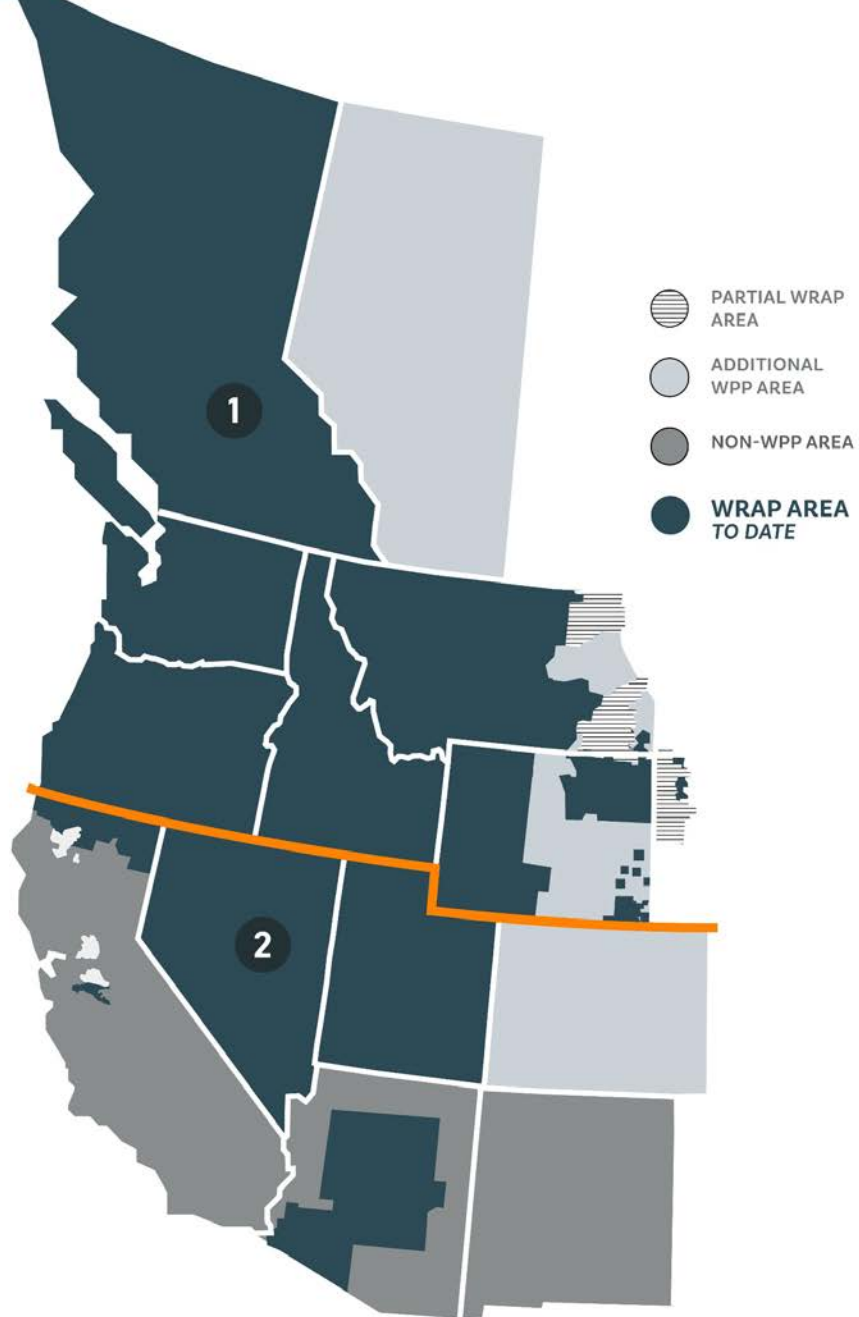 PARTIAL WRAP
AREA
ADDITIONAL
WPP AREA
1
NON-WPP AREA
WRAP AREA
TO DATE
2